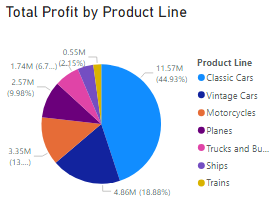 Total Profit by Product Line
0.55M
(2.15%)
1.74M (6.7...)
2.57M
(9.98%)
3.35M
(13....)
11.57M
(44.93%)
4.86M (18.88%)
Product Line
Classic Cars
Vintage Cars
Motorcycles
Planes
Trucks and Bu...
Ships
Trains